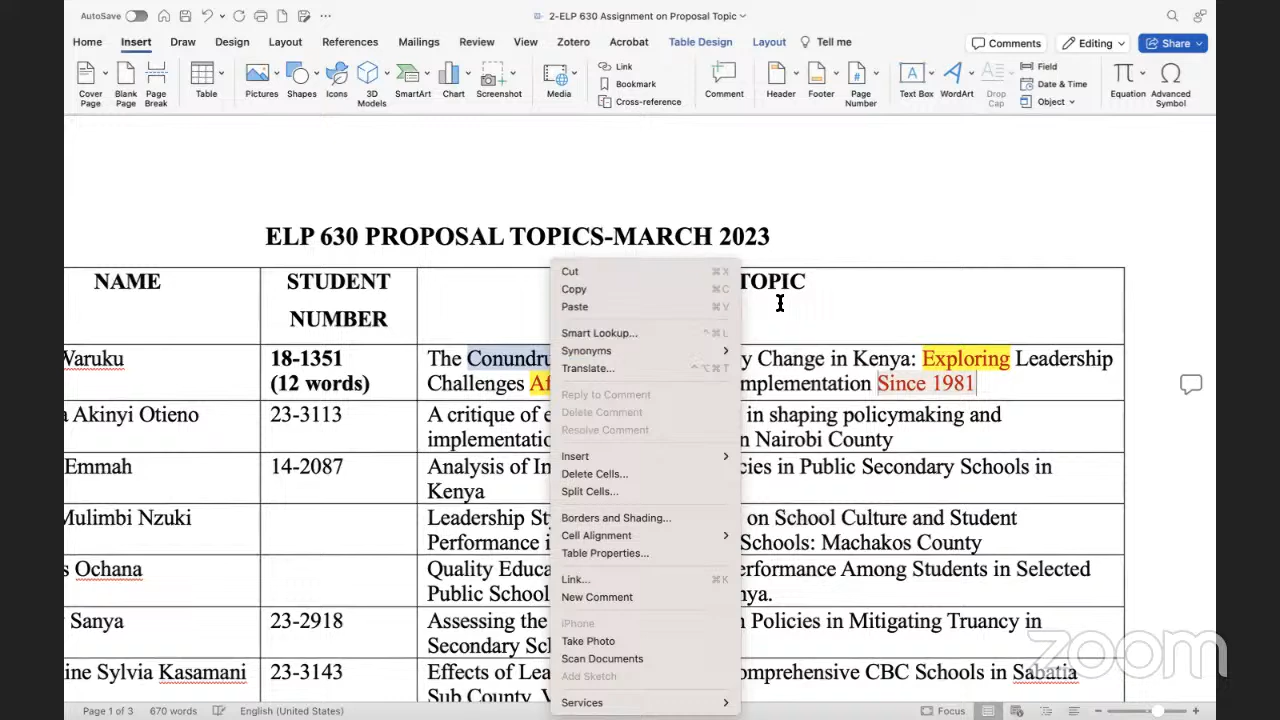 AutoSave
2-ELP 630 Assignment on Proposal Topic
Home Insert Draw Design Layout References Mailings Review View Zotero Acrobat Table Design Layout Tell me Comments Editing Share
Cover Page
Blank Page
Page Break
Table
Pictures
Shapes
Icons
3D Models
SmartArt
Chart
Screenshot
Media
Link
Bookmark
Cross-reference
Comment
Header
Footer
Page Number
Text Box
WordArt
Drop Cap
Field
Date & Time
Object
Equation
Advanced Symbol
ELP 630 PROPOSAL TOPICS-MARCH 2023
NAME
STUDENT NUMBER
TOPIC
Waruku
18-1351
(12 words)
The Conundru y Change in Kenya: Exploring Leadership
Challenges Af mplementation Since 1981
a Akinyi Otieno
23-3113
A critique of e in shaping policymaking and
implementatio n Nairobi County
Emmah
14-2087
Analysis of In cies in Public Secondary Schools in
Kenya
Mulimbi Nzuki
Leadership Sty on School Culture and Student
Performance i Schools: Machakos County
s Ochana
Quality Educa erformance Among Students in Selected
Public School nya.
Sanya
23-2918
Assessing the n Policies in Mitigating Truancy in
Secondary Sc
ine Sylvia Kasamani
23-3143
Effects of Lea omprehensive CBC Schools in Sabatia
Sub County, V
Cut ⌘X
Copy ⌘C
Paste ⌘V
Smart Lookup... ^⌘L
Synonyms
Translate... ^⌥⌘T
Reply to Comment
Delete Comment
Resolve Comment
Insert
Delete Cells...
Split Cells...
Borders and Shading...
Cell Alignment
Table Properties...
Link... ⌘K
New Comment
iPhone
Take Photo
Scan Documents
Add Sketch
Services
zoom
Page 1 of 3 670 words English (United States) Focus